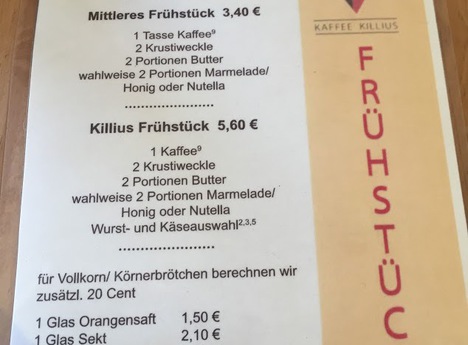 Mittleres Frühstück 3,40 €
1 Tasse Kaffee⁹
2 Krustiweckle
2 Portionen Butter
wahlweise 2 Portionen Marmelade/
Honig oder Nutella
Killius Frühstück 5,60 €
1 Kaffee⁹
2 Krustiweckle
2 Portionen Butter
wahlweise 2 Portionen Marmelade/
Honig oder Nutella
Wurst- und Käseauswahl²,³,⁵
für Vollkorn/ Körnerbrötchen berechnen wir
zusätzl. 20 Cent
1 Glas Orangensaft 1,50 €
1 Glas Sekt 2,10 €
KAFFEE KILLIUS
FRÜHSTÜC